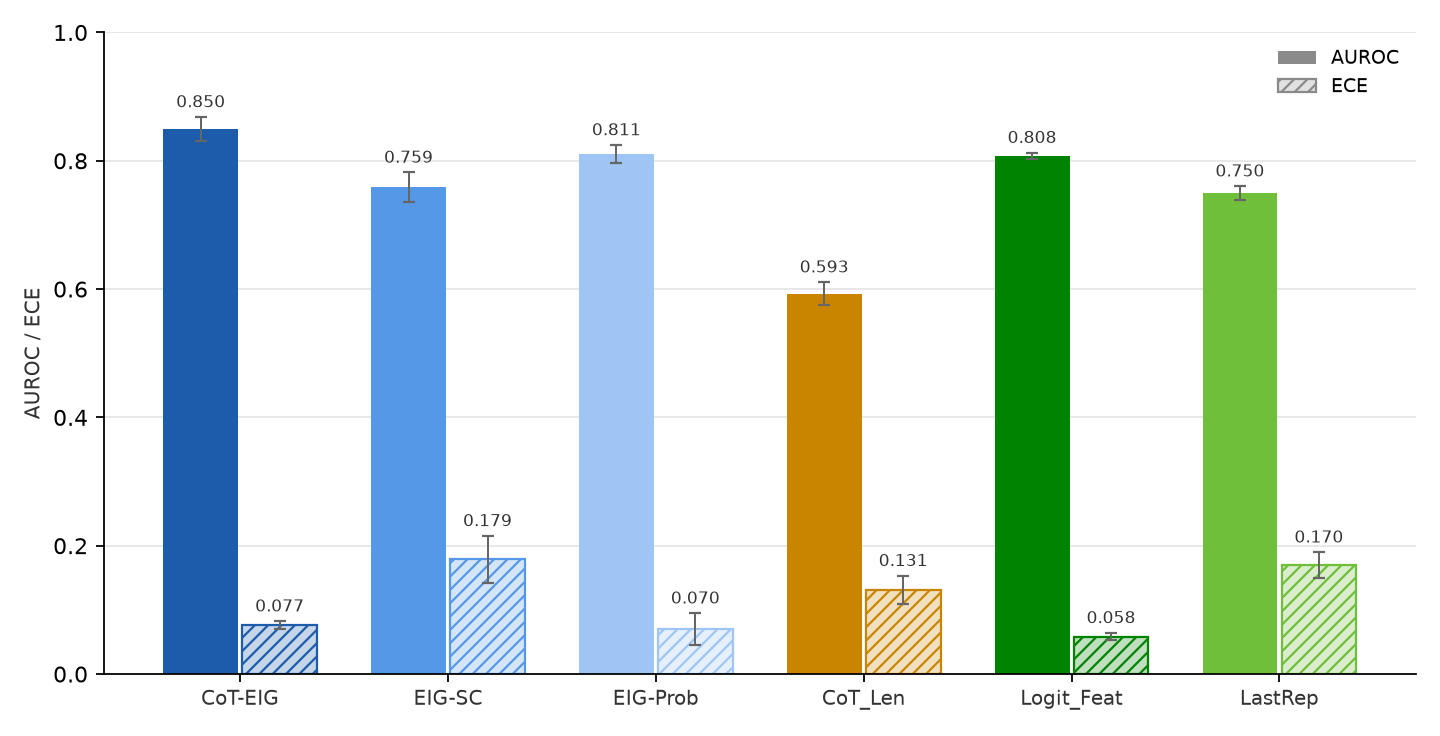 1.0
AUROC
ECE
0.850
0.811
0.808
0.759
0.750
0.8
0.593
0.6
AUROC / ECE
0.4
0.179
0.170
0.2
0.131
0.077
0.070
0.058
0.0
CoT-EIG
EIG-SC
EIG-Prob
CoT_Len
Logit_Feat
LastRep